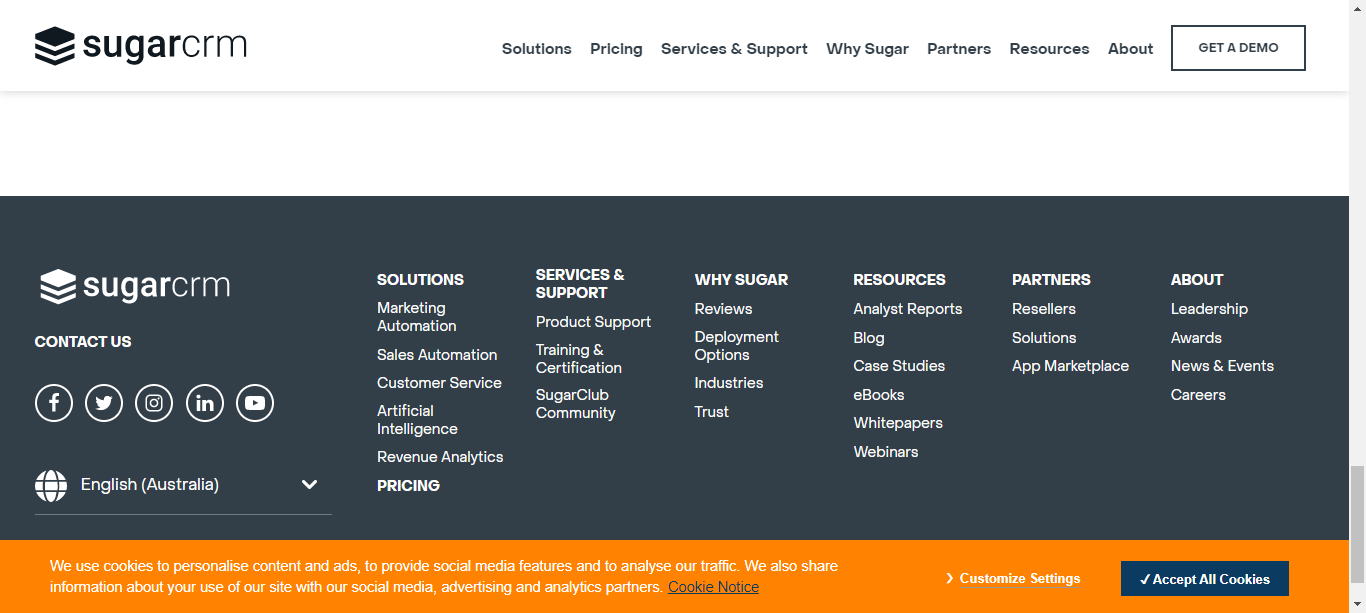 sugarcrm
Solutions Pricing Services & Support Why Sugar Partners Resources About GET A DEMO
sugarcrm
CONTACT US
English (Australia)
SOLUTIONS
Marketing
Automation
Sales Automation
Customer Service
Artificial
Intelligence
Revenue Analytics
PRICING
SERVICES &
SUPPORT
Product Support
Training &
Certification
SugarClub
Community
WHY SUGAR
Reviews
Deployment
Options
Industries
Trust
RESOURCES
Analyst Reports
Blog
Case Studies
eBooks
Whitepapers
Webinars
PARTNERS
Resellers
Solutions
App Marketplace
ABOUT
Leadership
Awards
News & Events
Careers
We use cookies to personalise content and ads, to provide social media features and to analyse our traffic. We also share
information about your use of our site with our social media, advertising and analytics partners. Cookie Notice
Customize Settings
✓Accept All Cookies